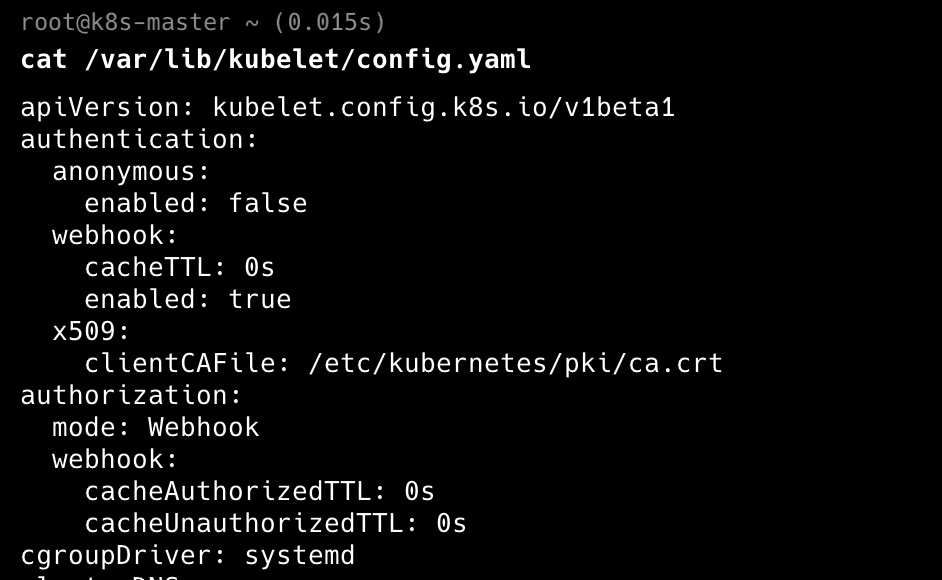 root@k8s-master ~ (0.015s)
cat /var/lib/kubelet/config.yaml
apiVersion: kubelet.config.k8s.io/v1beta1
authentication:
  anonymous:
    enabled: false
  webhook:
    cacheTTL: 0s
    enabled: true
  x509:
    clientCAFile: /etc/kubernetes/pki/ca.crt
authorization:
  mode: Webhook
  webhook:
    cacheAuthorizedTTL: 0s
    cacheUnauthorizedTTL: 0s
cgroupDriver: systemd